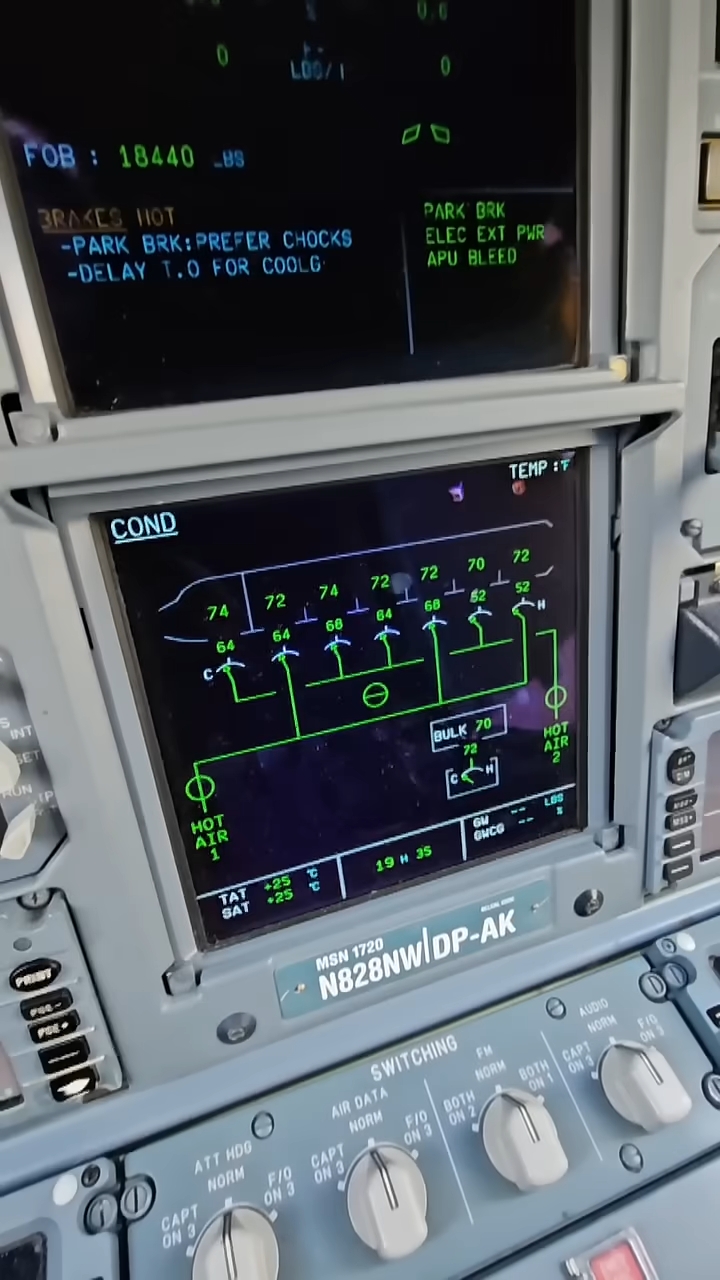 0.0
0 LBS/ 0
FOB : 18440 LBS
BRAKES HOT
-PARK BRK:PREFER CHOCKS
-DELAY T.O FOR COOLG
PARK BRK
ELEC EXT PWR
APU BLEED
TEMP :°F
COND
74 72 74 72 72 70 72
64 64 68 64 68 52 52
C H
BULK 70
72
C H
HOT
AIR
1
HOT
AIR
2
TAT +25 °C
SAT +25 °C
19 H 35
GW -- LBS
GWCG -- %
MSN 1720
N828NW|DP-AK
PRINT
INT
SWITCHING
ATT HDG
NORM
CAPT
ON 3
F/O
ON 3
AIR DATA
NORM
CAPT
ON 3
F/O
ON 3
FM
NORM
BOTH
ON 2
BOTH
ON 1
AUDIO
NORM
CAPT
ON 3
F/O
ON 3